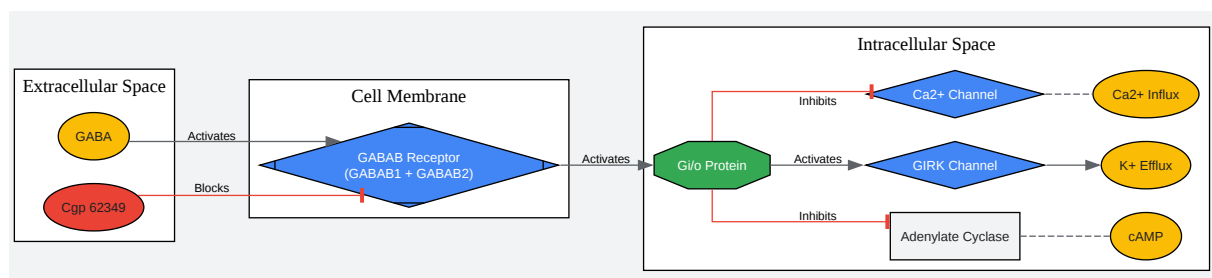 Extracellular Space
GABA
Cgp 62349
Activates
Blocks
Cell Membrane
GABAB Receptor
(GABAB1 + GABAB2)
Activates
Intracellular Space
Gi/o Protein
Inhibits
Activates
Inhibits
Ca2+ Channel
GIRK Channel
Adenylate Cyclase
Ca2+ Influx
K+ Efflux
cAMP